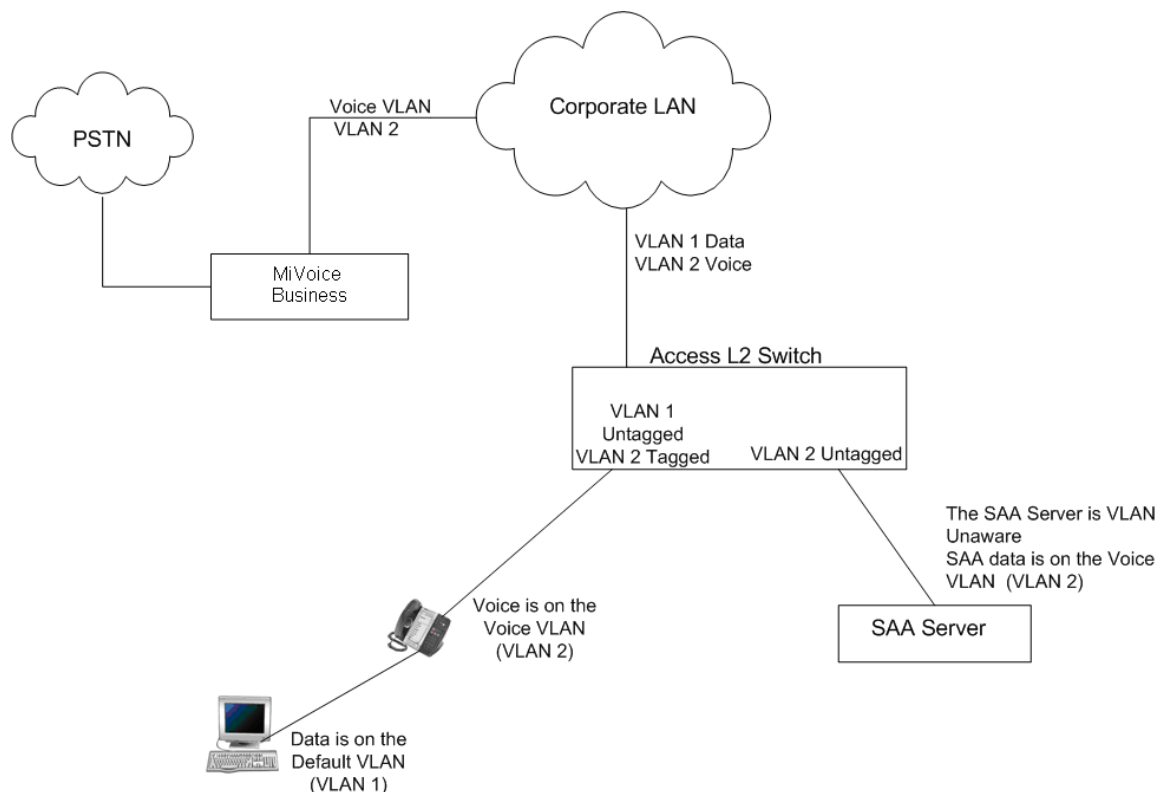 Corporate LAN
Voice VLAN
VLAN 2
PSTN
MiVoice
Business
VLAN 1 Data
VLAN 2 Voice
Access L2 Switch
VLAN 1
Untagged
VLAN 2 Tagged
VLAN 2 Untagged
The SAA Server is VLAN
Unaware
SAA data is on the Voice
VLAN (VLAN 2)
SAA Server
Voice is on the
Voice VLAN
(VLAN 2)
Data is on the
Default VLAN
(VLAN 1)